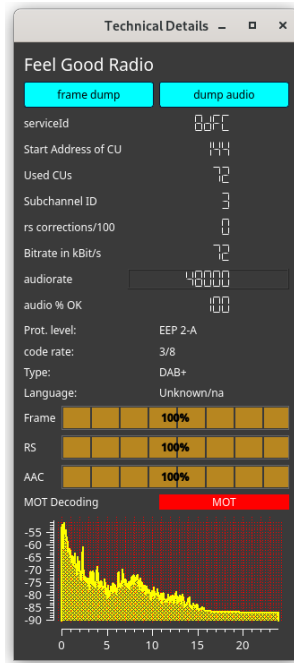 Technical Details
Feel Good Radio
frame dump dump audio
serviceId 8dFC
Start Address of CU 144
Used CUs 72
Subchannel ID 3
rs corrections/100 0
Bitrate in kBit/s 72
audiorate 48000
audio % OK 100
Prot. level: EEP 2-A
code rate: 3/8
Type: DAB+
Language: Unknown/na
Frame 100%
RS 100%
AAC 100%
MOT Decoding MOT
-55
-60
-65
-70
-75
-80
-85
-90
0 5 10 15 20